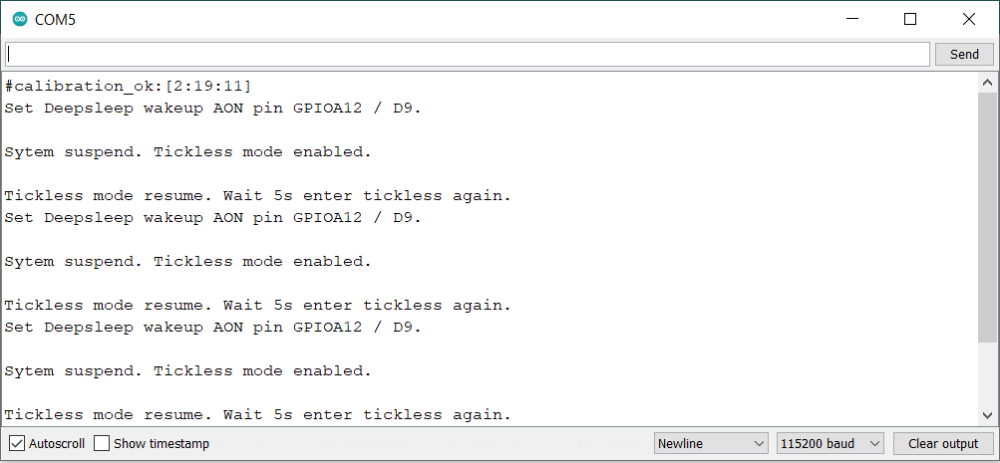 COM5
Send
#calibration_ok:[2:19:11]
Set Deepsleep wakeup AON pin GPIOA12 / D9.
Sytem suspend. Tickless mode enabled.
Tickless mode resume. Wait 5s enter tickless again.
Set Deepsleep wakeup AON pin GPIOA12 / D9.
Sytem suspend. Tickless mode enabled.
Tickless mode resume. Wait 5s enter tickless again.
Set Deepsleep wakeup AON pin GPIOA12 / D9.
Sytem suspend. Tickless mode enabled.
Tickless mode resume. Wait 5s enter tickless again.
Autoscroll Show timestamp Newline 115200 baud Clear output